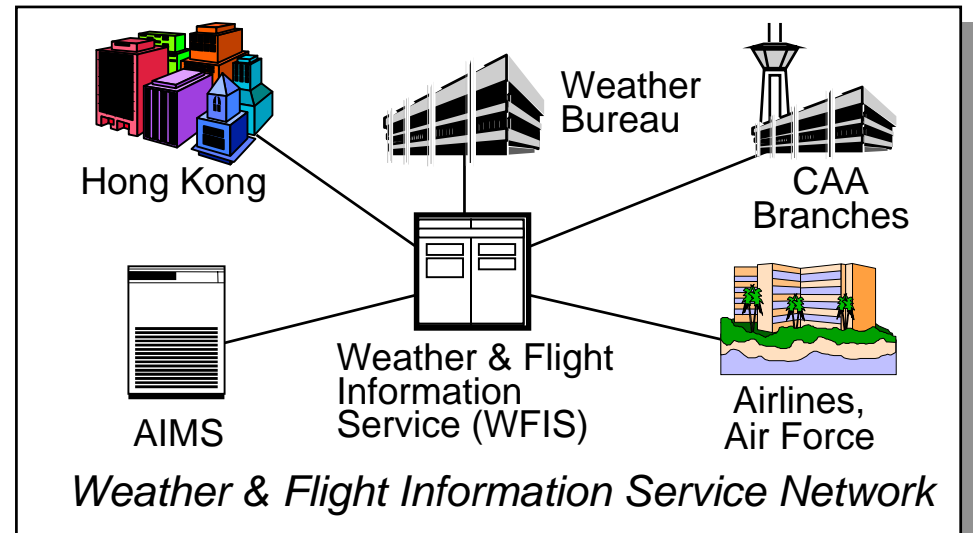 Hong Kong
Weather
Bureau
CAA
Branches
AIMS
Weather & Flight
Information
Service (WFIS)
Airlines,
Air Force
Weather & Flight Information Service Network